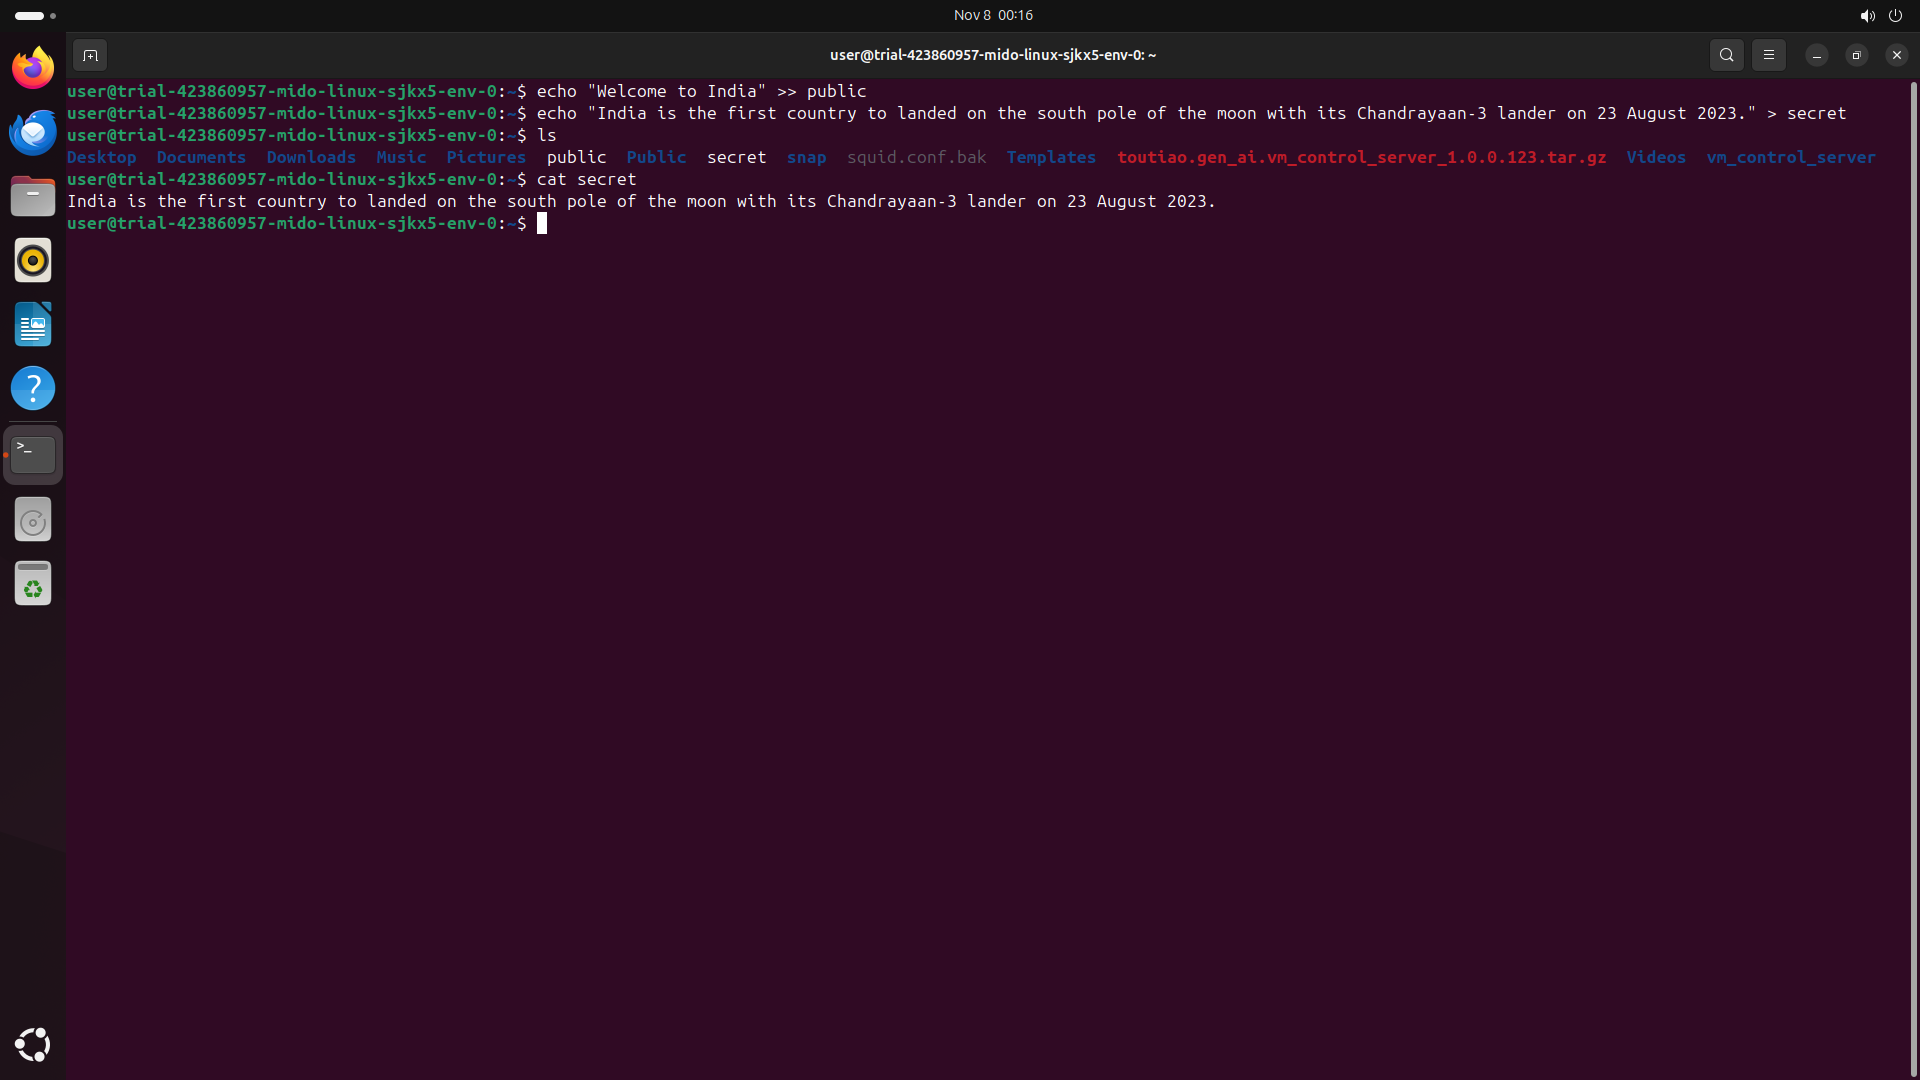 Nov 8 00:16
user@trial-423860957-mido-linux-sjkx5-env-0: ~
user@trial-423860957-mido-linux-sjkx5-env-0:~$ echo "Welcome to India" >> public
user@trial-423860957-mido-linux-sjkx5-env-0:~$ echo "India is the first country to landed on the south pole of the moon with its Chandrayaan-3 lander on 23 August 2023." > secret
user@trial-423860957-mido-linux-sjkx5-env-0:~$ ls
Desktop Documents Downloads Music Pictures public Public secret snap squid.conf.bak Templates toutiao.gen_ai.vm_control_server_1.0.0.123.tar.gz Videos vm_control_server
user@trial-423860957-mido-linux-sjkx5-env-0:~$ cat secret
India is the first country to landed on the south pole of the moon with its Chandrayaan-3 lander on 23 August 2023.
user@trial-423860957-mido-linux-sjkx5-env-0:~$